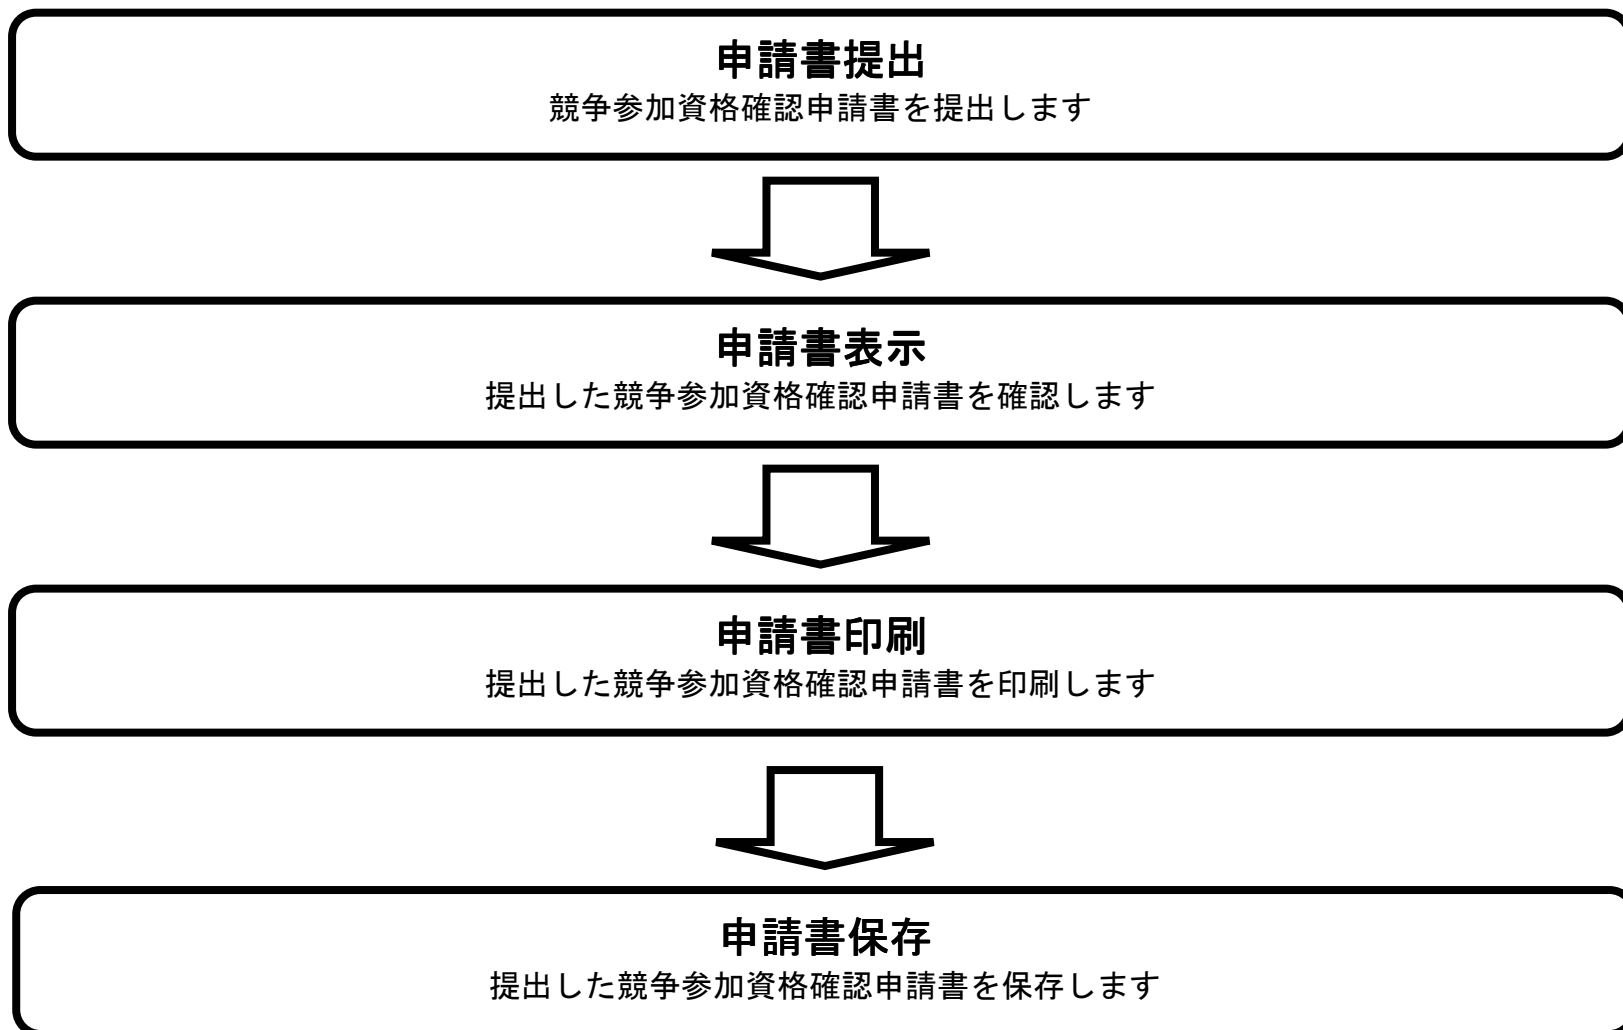 申請書提出
競争参加資格確認申請書を提出します
申請書表示
提出した競争参加資格確認申請書を確認します
申請書印刷
提出した競争参加資格確認申請書を印刷します
申請書保存
提出した競争参加資格確認申請書を保存します